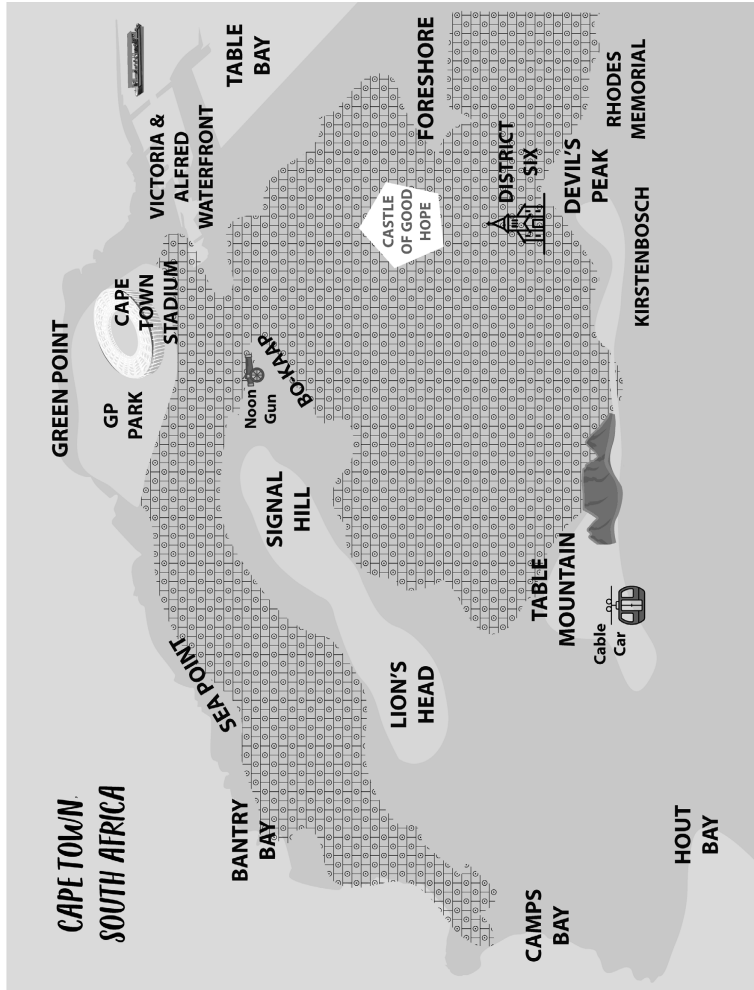 CAPE TOWN
SOUTH AFRICA
GREEN POINT
GP
PARK
CAPE
TOWN
STADIUM
VICTORIA &
ALFRED
WATERFRONT
TABLE
BAY
SEA POINT
BANTRY
BAY
SIGNAL
HILL
Noon
Gun
BO-KAAP
LION'S
HEAD
CASTLE
OF GOOD
HOPE
FORESHORE
DISTRICT
SIX
DEVIL'S
PEAK
RHODES
MEMORIAL
TABLE
MOUNTAIN
Cable
Car
KIRSTENBOSCH
CAMPS
BAY
HOUT
BAY